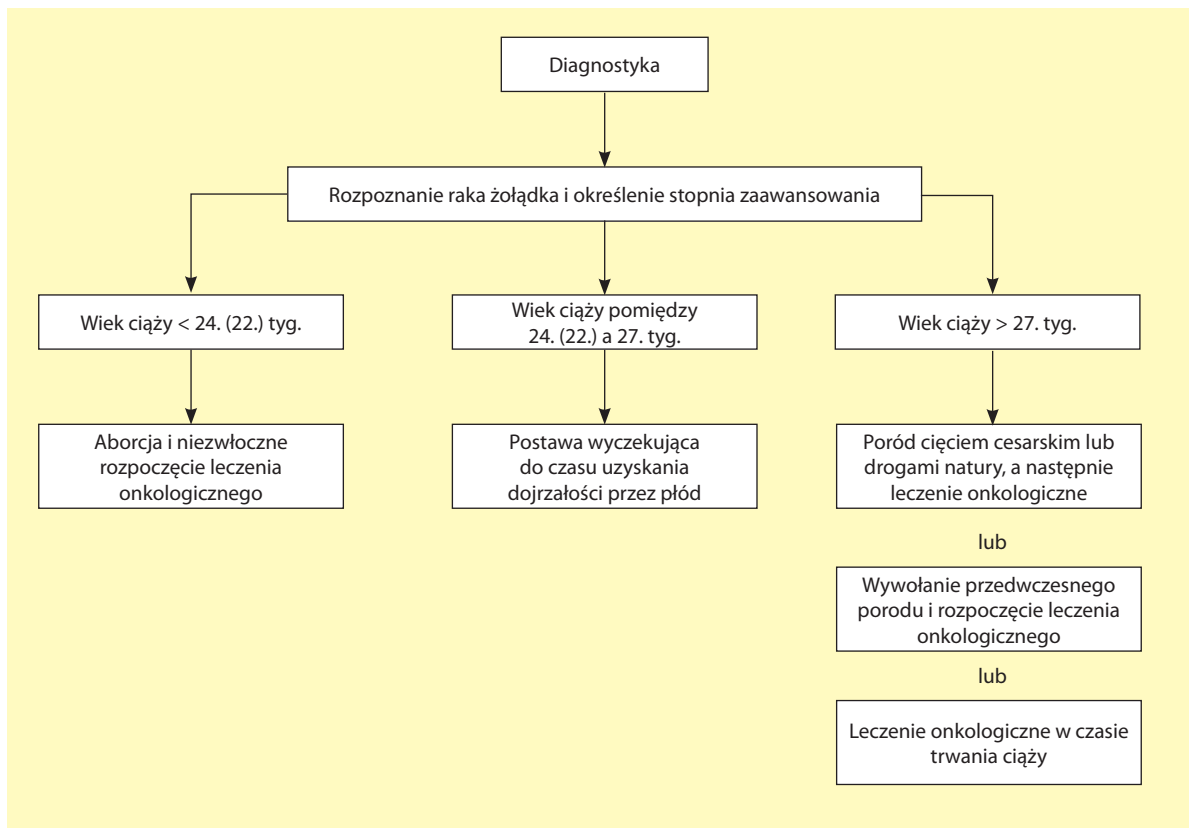 Diagnostyka
Rozpoznanie raka żołądka i określenie stopnia zaawansowania
Wiek ciąży < 24. (22.) tyg.
Aborcja i niezwłoczne
rozpoczęcie leczenia
onkologicznego
Wiek ciąży pomiędzy
24. (22.) a 27. tyg.
Postawa wyczekująca
do czasu uzyskania
dojrzałości przez płód
Wiek ciąży > 27. tyg.
Poród cięciem cesarskim lub
drogami natury, a następnie
leczenie onkologiczne
lub
Wywołanie przedwczesnego
porodu i rozpoczęcie leczenia
onkologicznego
lub
Leczenie onkologiczne w czasie
trwania ciąży